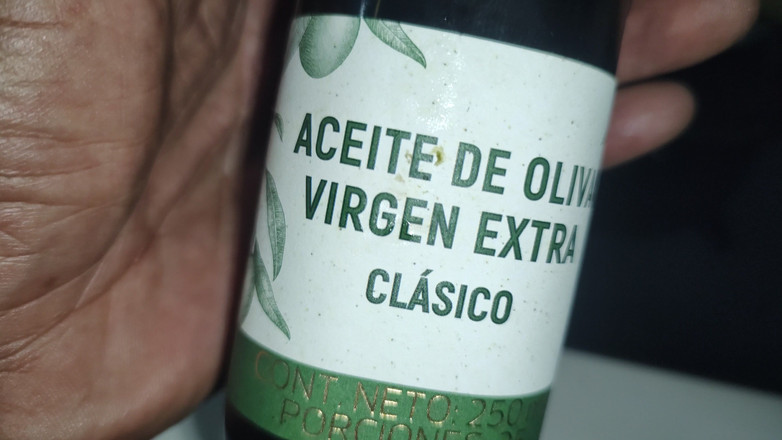 ACEITE DE OLIVA
VIRGEN EXTRA
CLÁSICO
CONT. NETO: 250
PORCIONES